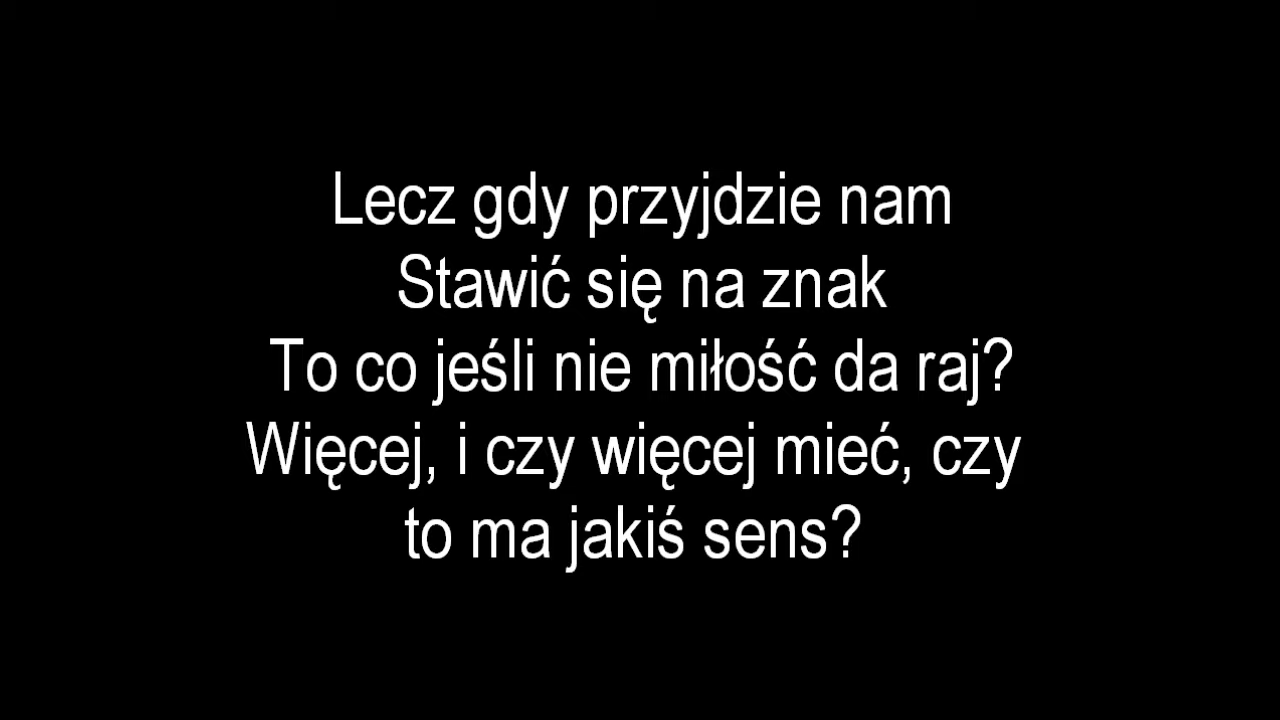 Lecz gdy przyjdzie nam
Stawić się na znak
To co jeśli nie miłość da raj?
Więcej, i czy więcej mieć, czy
to ma jakiś sens?